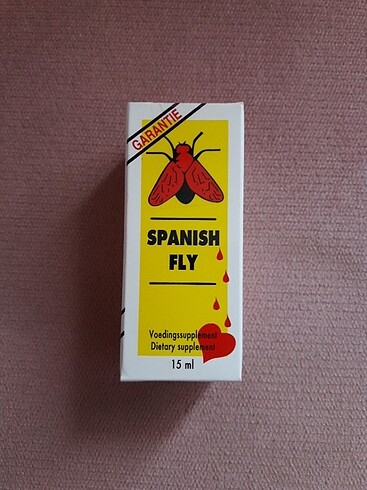 GARANTIE
SPANISH
FLY
Voedingssupplement
Dietary supplement
15 ml